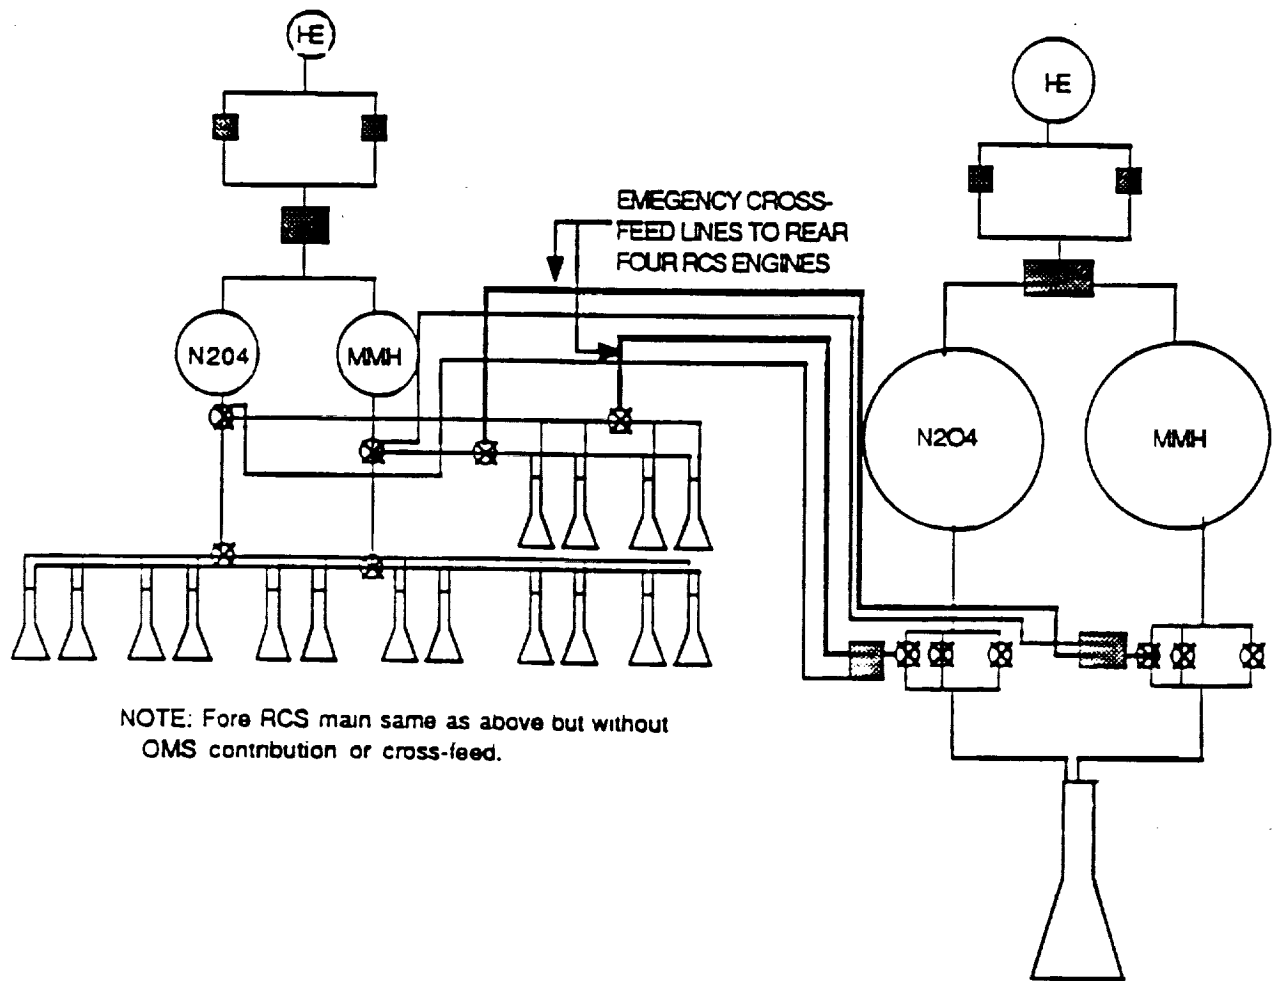 HE
HE
EMEGENCY CROSS-
FEED LINES TO REAR
FOUR RCS ENGINES
N204
MMH
N2O4
MMH
NOTE: Fore RCS main same as above but without
OMS contribution or cross-feed.